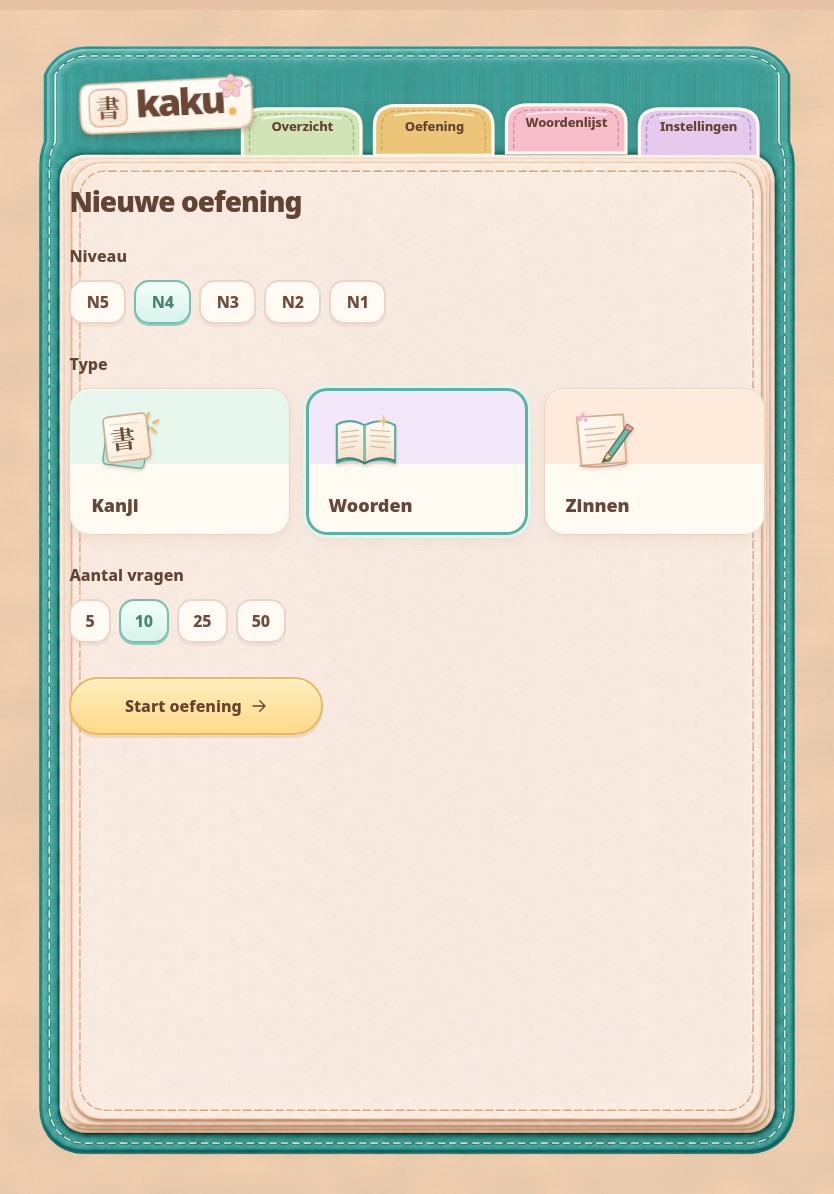 書 kaku.
Overzicht Oefening Woordenlijst Instellingen
Nieuwe oefening
Niveau
N5 N4 N3 N2 N1
Type
書
Kanji Woorden Zinnen
Aantal vragen
5 10 25 50
Start oefening →